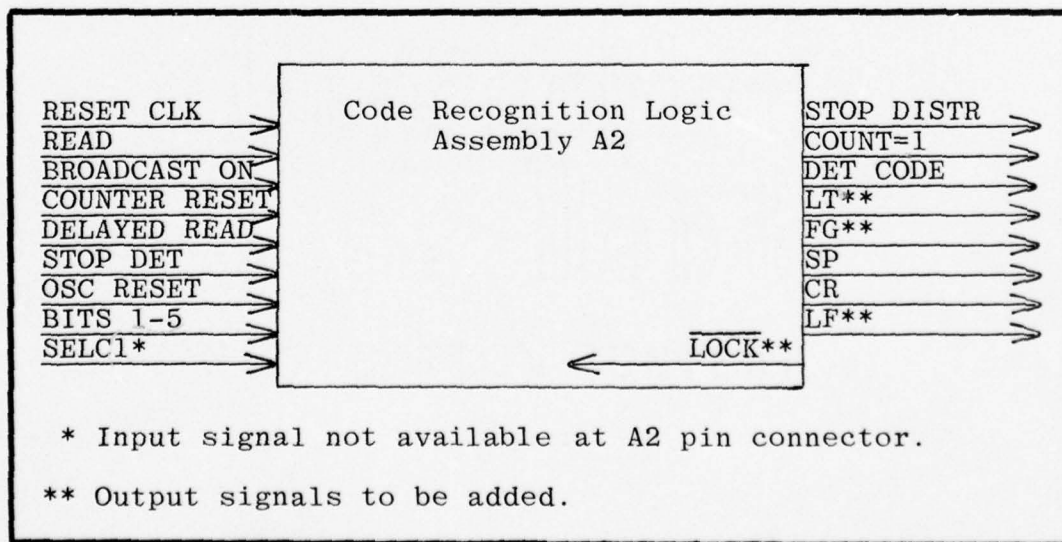 RESET CLK
READ
BROADCAST ON
COUNTER RESET
DELAYED READ
STOP DET
OSC RESET
BITS 1-5
SELC1*
Code Recognition Logic
Assembly A2
STOP DISTR
COUNT=1
DET CODE
LT**
FG**
SP
CR
LF**
LOCK**
* Input signal not available at A2 pin connector.
** Output signals to be added.